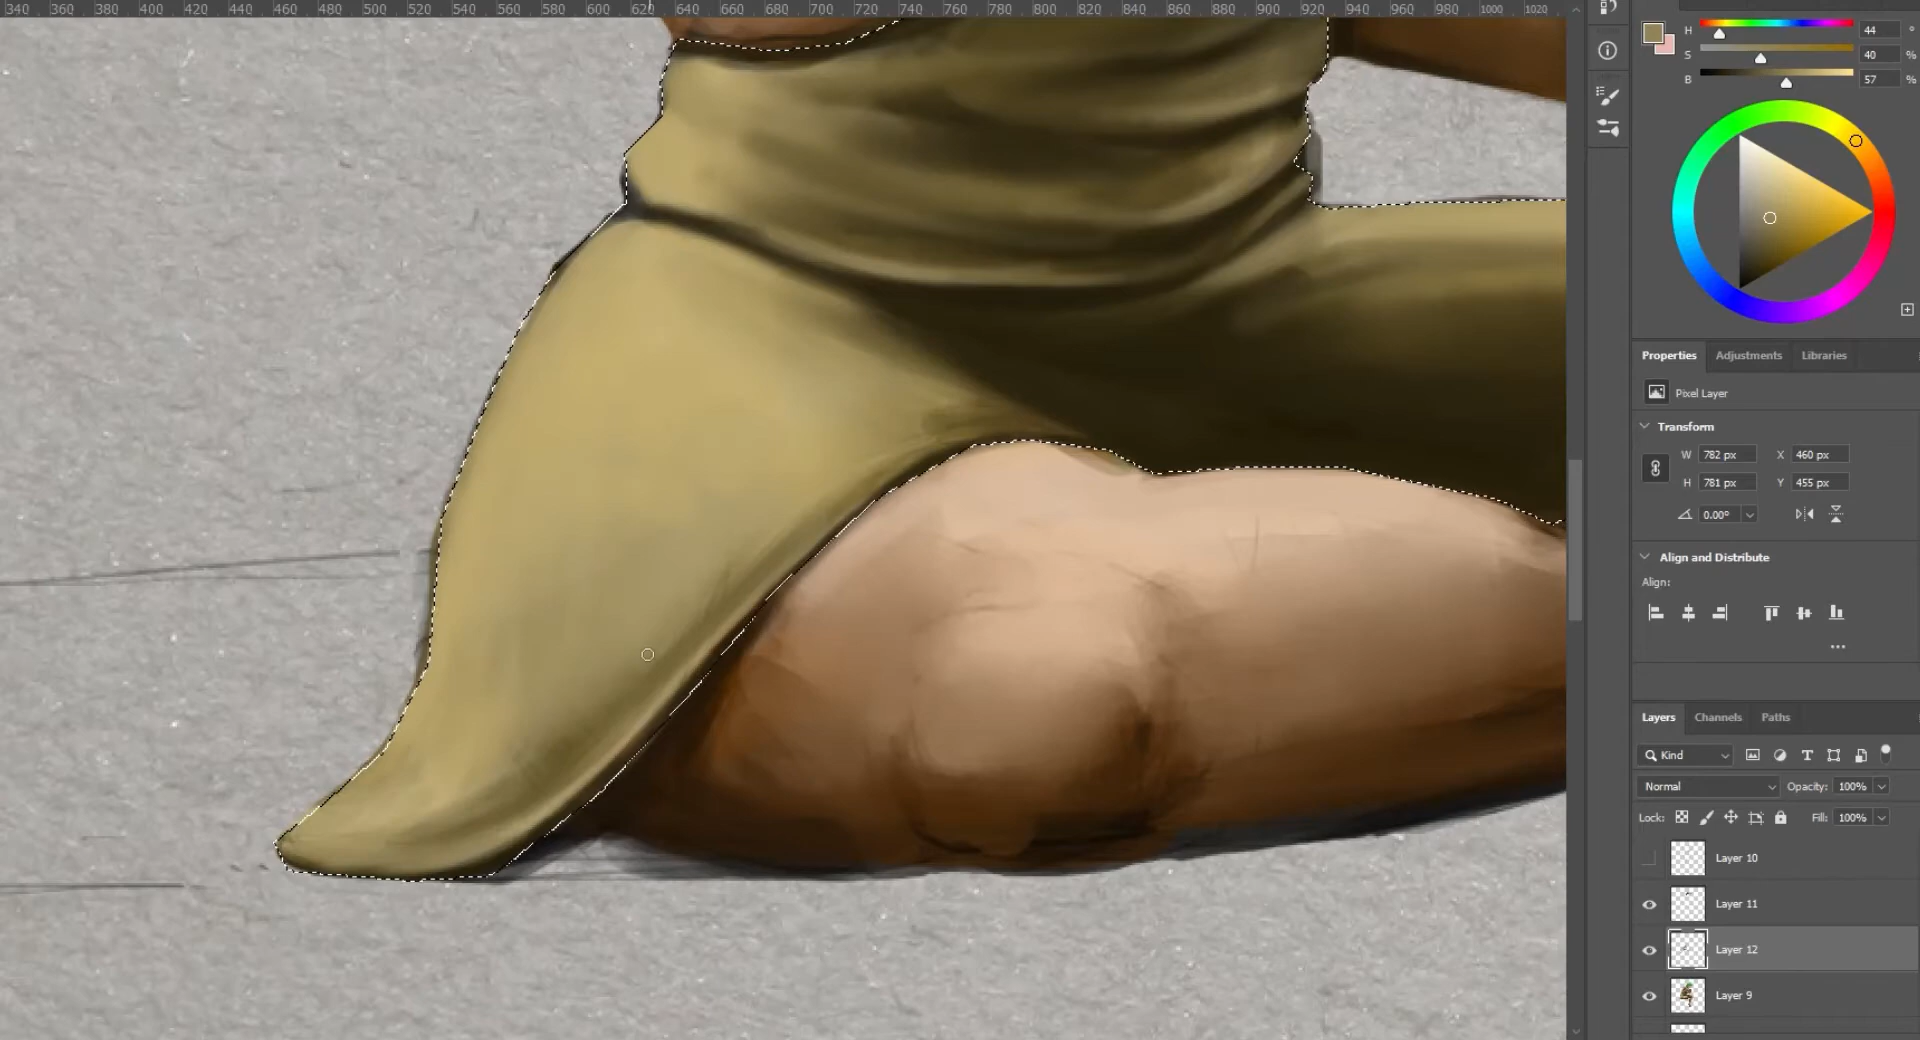 340 360 380 400 420 440 460 480 500 520 540 560 580 600 620 640 660 680 700 720 740 760 780 800 820 840 860 880 900 920 940 960 980 1000 1020
H 44 °
S 40 %
B 57 %
Properties Adjustments Libraries
Pixel Layer
Transform
W 782 px X 460 px
H 781 px Y 455 px
0.00°
Align and Distribute
Align:
Layers Channels Paths
Kind
Normal Opacity: 100%
Lock: Fill: 100%
Layer 10
Layer 11
Layer 12
Layer 9